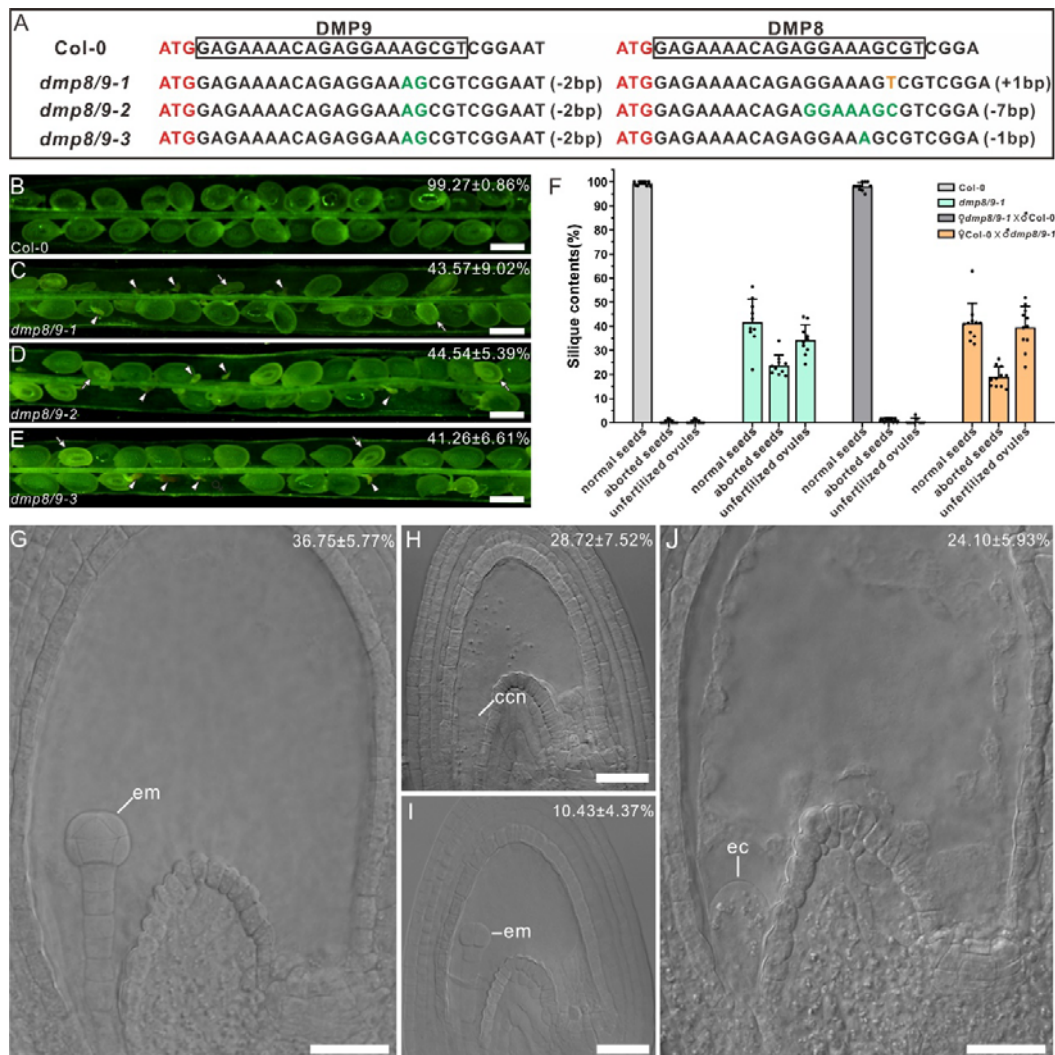 A
DMP9 DMP8
Col-0 ATGGAGAAAACAGAGGAAAGCGTCGGAAT ATGGAGAAAACAGAGGAAAGCGTCGGA
dmp8/9-1 ATGGAGAAAACAGAGGAAAGCGTCGGAAT (-2bp) ATGGAGAAAACAGAGGAAAGTCGTCGGA (+1bp)
dmp8/9-2 ATGGAGAAAACAGAGGAAAGCGTCGGAAT (-2bp) ATGGAGAAAACAGAGGAAAGCGTCGGA (-7bp)
dmp8/9-3 ATGGAGAAAACAGAGGAAAGCGTCGGAAT (-2bp) ATGGAGAAAACAGAGGAAAGCGTCGGA (-1bp)
B 99.27±0.86%
Col-0
C 43.57±9.02%
dmp8/9-1
D 44.54±5.39%
dmp8/9-2
E 41.26±6.61%
dmp8/9-3
F
Silique contents(%)
100
90
80
70
60
50
40
30
20
10
0
Col-0
dmp8/9-1
♀dmp8/9-1 X♂Col-0
♀Col-0 X♂dmp8/9-1
normal seeds
aborted seeds
unfertilized ovules
normal seeds
aborted seeds
unfertilized ovules
normal seeds
aborted seeds
unfertilized ovules
normal seeds
aborted seeds
unfertilized ovules
G 36.75±5.77%
em
H 28.72±7.52%
ccn
I 10.43±4.37%
em
J 24.10±5.93%
ec